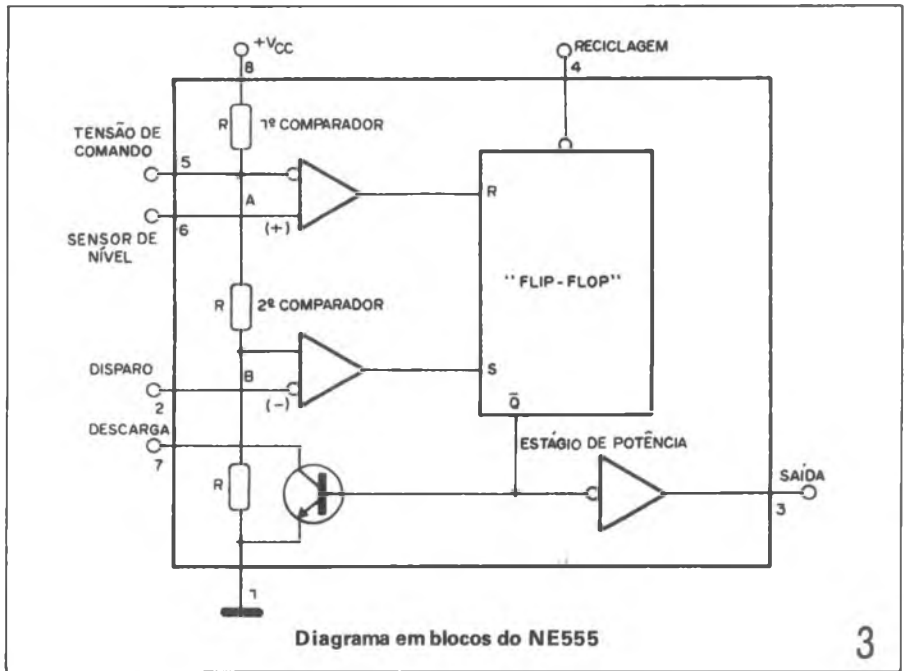 +VCC
8
RECICLAGEM
4
R
1º COMPARADOR
TENSÃO DE
COMANDO
5
A
6
(+)
SENSOR DE
NÍVEL
R
"FLIP-FLOP"
R
2º COMPARADOR
DISPARO
2
B
(-)
S
Q̄
DESCARGA
7
ESTÁGIO DE POTÊNCIA
R
SAÍDA
3
1
Diagrama em blocos do NE555
3